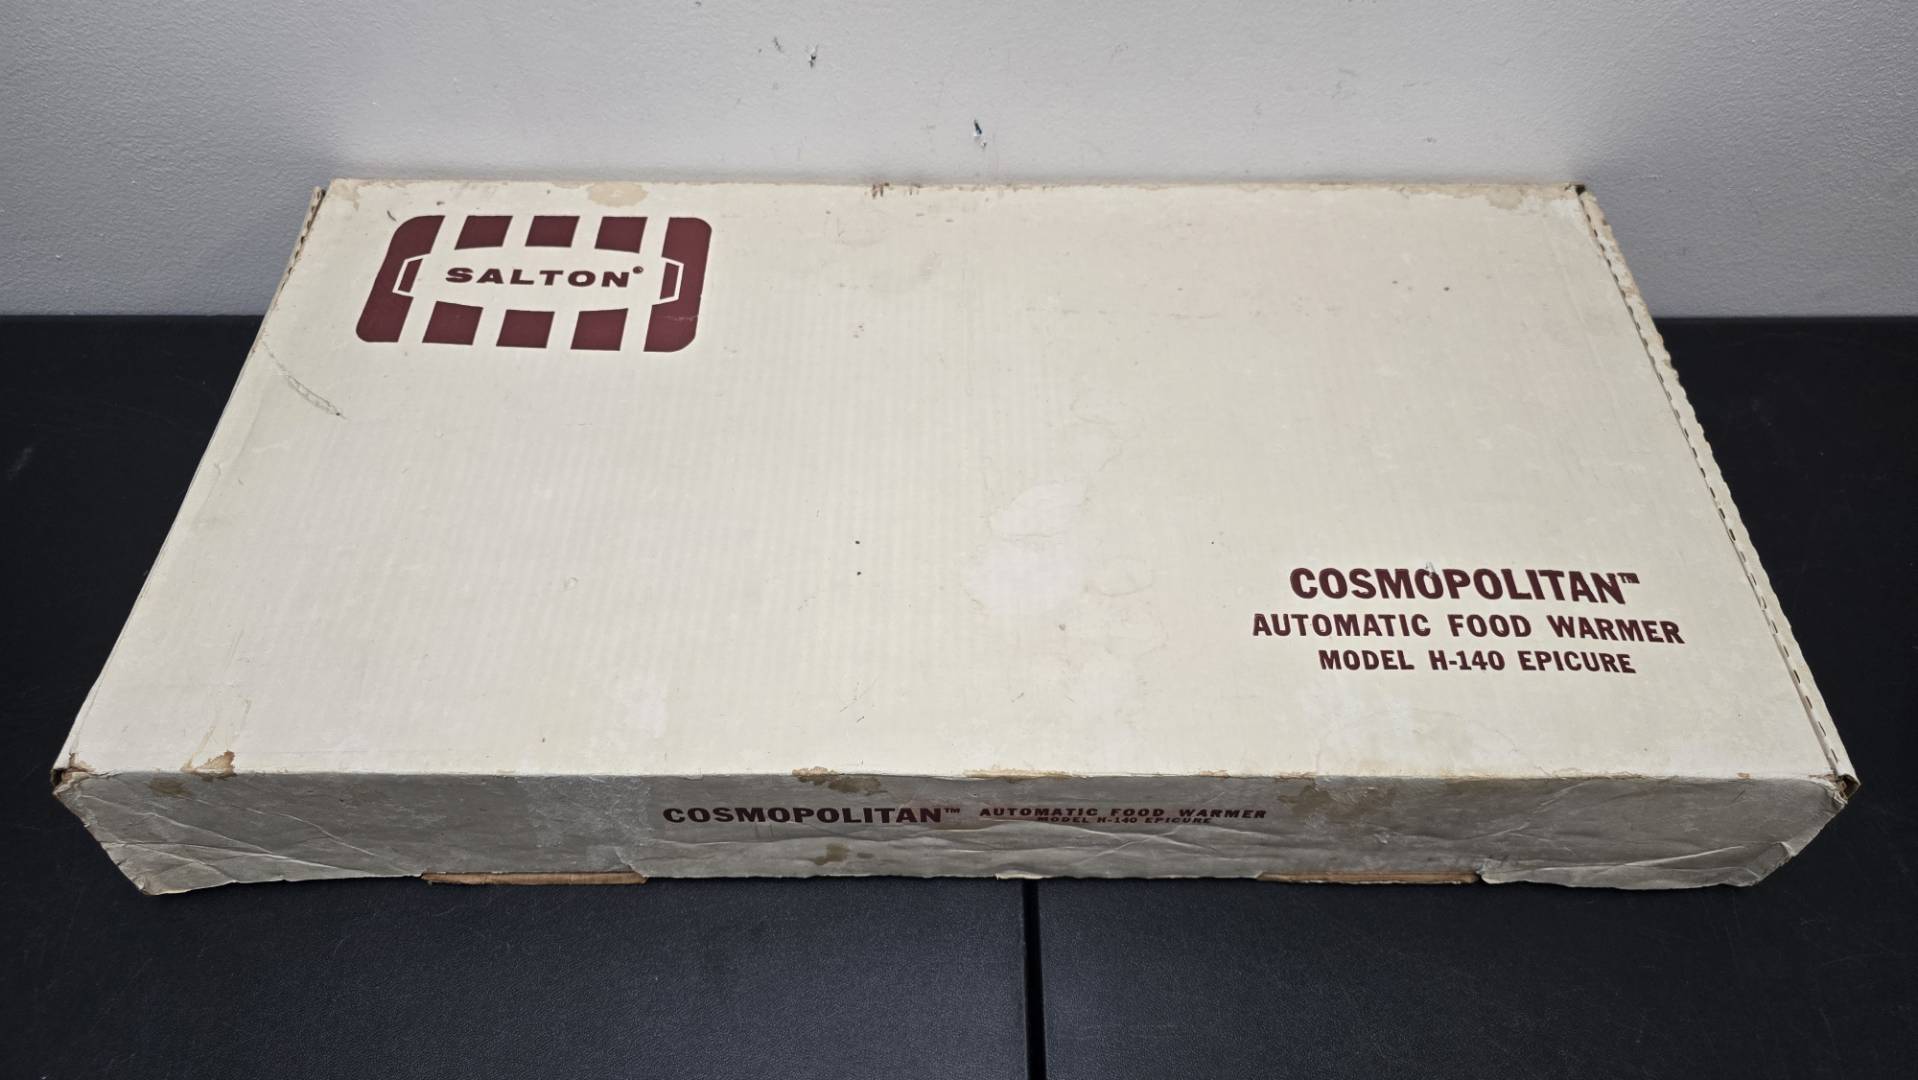 SALTON®
COSMOPOLITAN™
AUTOMATIC FOOD WARMER
MODEL H-140 EPICURE
COSMOPOLITAN™ AUTOMATIC FOOD WARMER
MODEL H-140 EPICURE